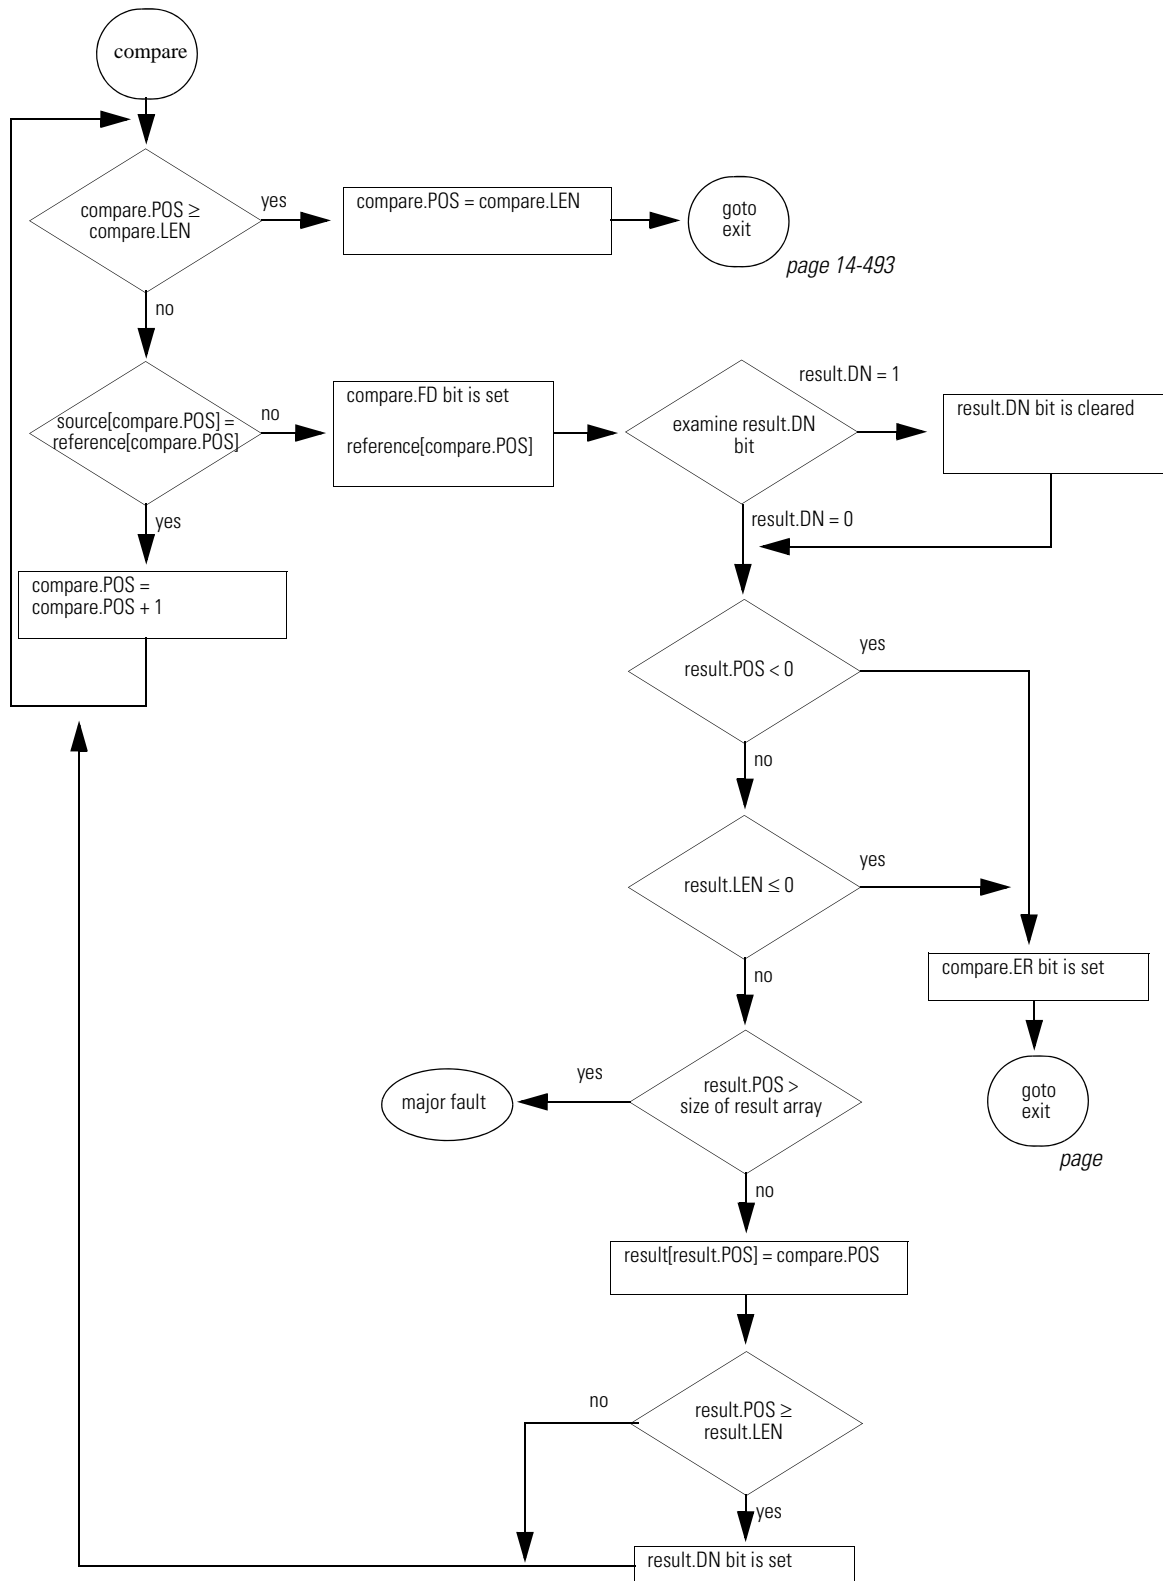 compare
compare.POS ≥
compare.LEN
yes
compare.POS = compare.LEN
goto
exit
page 14-493
no
source[compare.POS] =
reference[compare.POS]
no
compare.FD bit is set
reference[compare.POS]
examine result.DN
bit
result.DN = 1
result.DN bit is cleared
yes
result.DN = 0
compare.POS =
compare.POS + 1
result.POS < 0
yes
no
result.LEN ≤ 0
yes
no
compare.ER bit is set
goto
exit
page
result.POS >
size of result array
yes
major fault
no
result[result.POS] = compare.POS
result.POS ≥
result.LEN
no
yes
result.DN bit is set